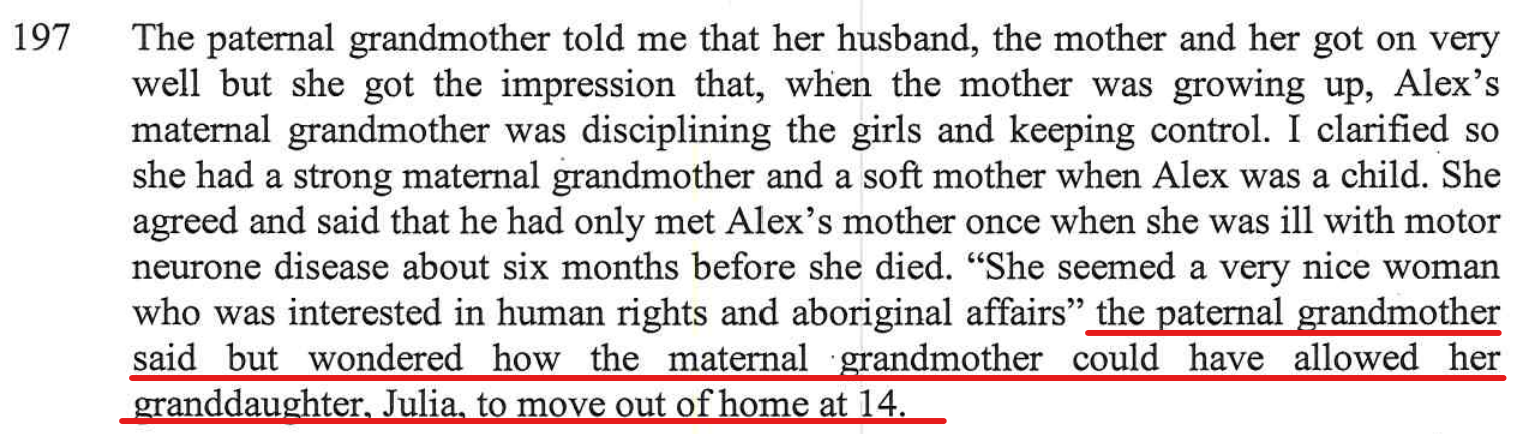 197 The paternal grandmother told me that her husband, the mother and her got on very
well but she got the impression that, when the mother was growing up, Alex's
maternal grandmother was disciplining the girls and keeping control. I clarified so
she had a strong maternal grandmother and a soft mother when Alex was a child. She
agreed and said that he had only met Alex's mother once when she was ill with motor
neurone disease about six months before she died. “She seemed a very nice woman
who was interested in human rights and aboriginal affairs” the paternal grandmother
said but wondered how the maternal grandmother could have allowed her
granddaughter, Julia, to move out of home at 14.